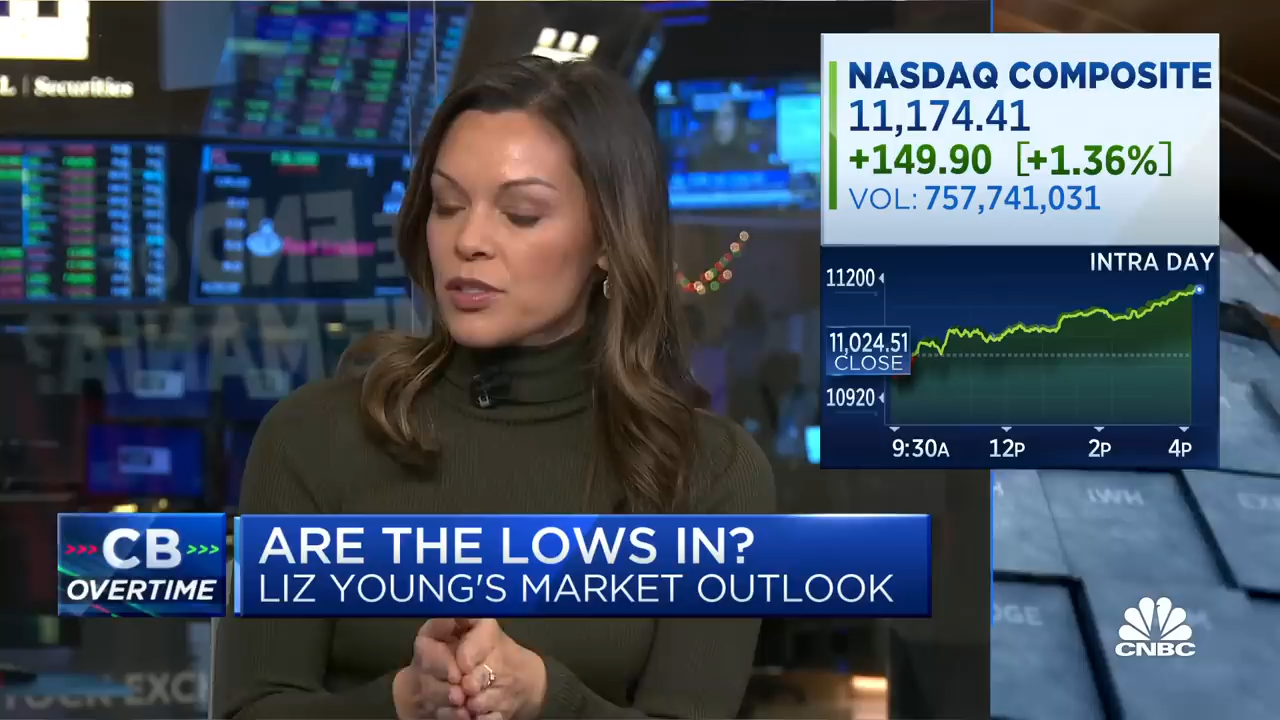 L | Securities
NASDAQ COMPOSITE
11,174.41
+149.90 [+1.36%]
VOL: 757,741,031
INTRA DAY
11200
11,024.51
CLOSE
10920
9:30A 12P 2P 4P
>>> CB >>>
OVERTIME
ARE THE LOWS IN?
LIZ YOUNG'S MARKET OUTLOOK
IWM
CNBC